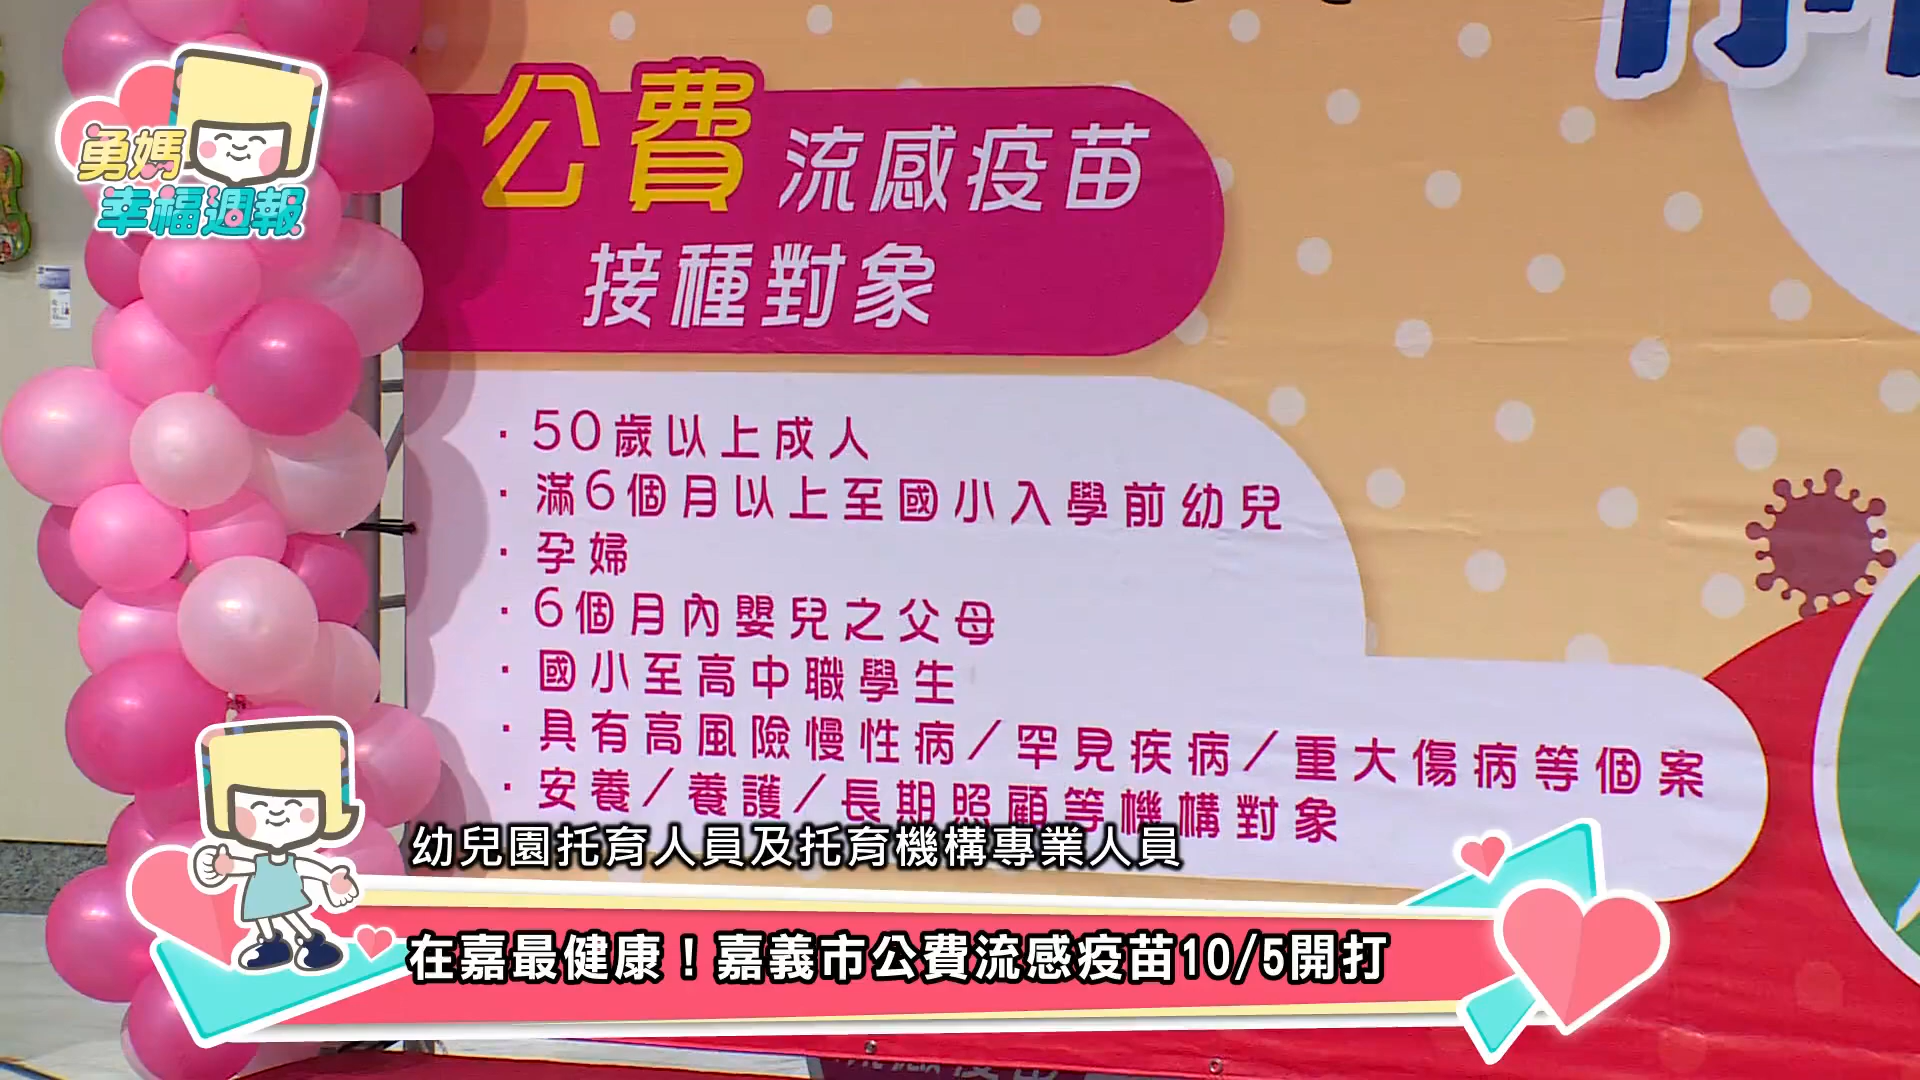 勇媽
幸福週報
公費流感疫苗
接種對象
· 50歲以上成人
· 滿6個月以上至國小入學前幼兒
· 孕婦
· 6個月內嬰兒之父母
· 國小至高中職學生
· 具有高風險慢性病/罕見疾病/重大傷病等個案
· 安養/養護/長期照顧等機構對象
幼兒園托育人員及托育機構專業人員
在嘉最健康！嘉義市公費流感疫苗10/5開打